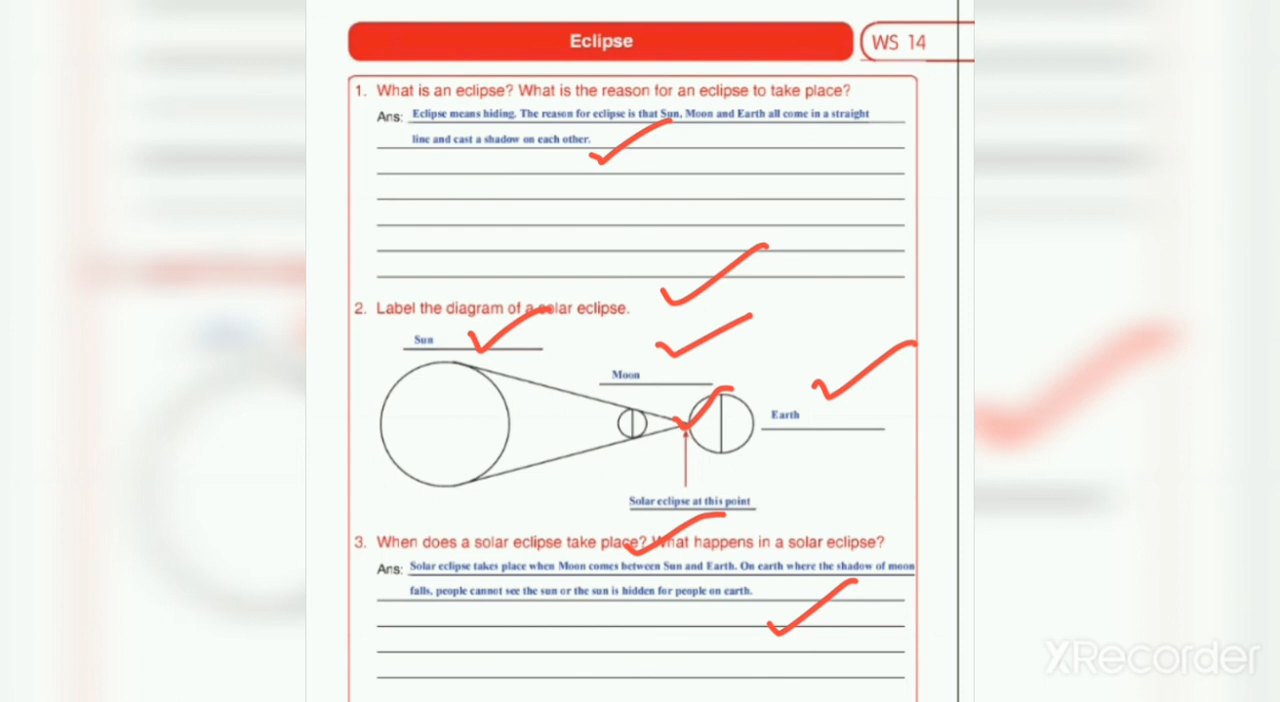 Eclipse
WS 14
1. What is an eclipse? What is the reason for an eclipse to take place?
Ans: Eclipse means hiding. The reason for eclipse is that Sun, Moon and Earth all come in a straight
line and cast a shadow on each other.
2. Label the diagram of a solar eclipse.
Sun
Moon
Earth
Solar eclipse at this point
3. When does a solar eclipse take place? What happens in a solar eclipse?
Ans: Solar eclipse takes place when Moon comes between Sun and Earth. On earth where the shadow of moon
falls, people cannot see the sun or the sun is hidden for people on earth.
XRecorder